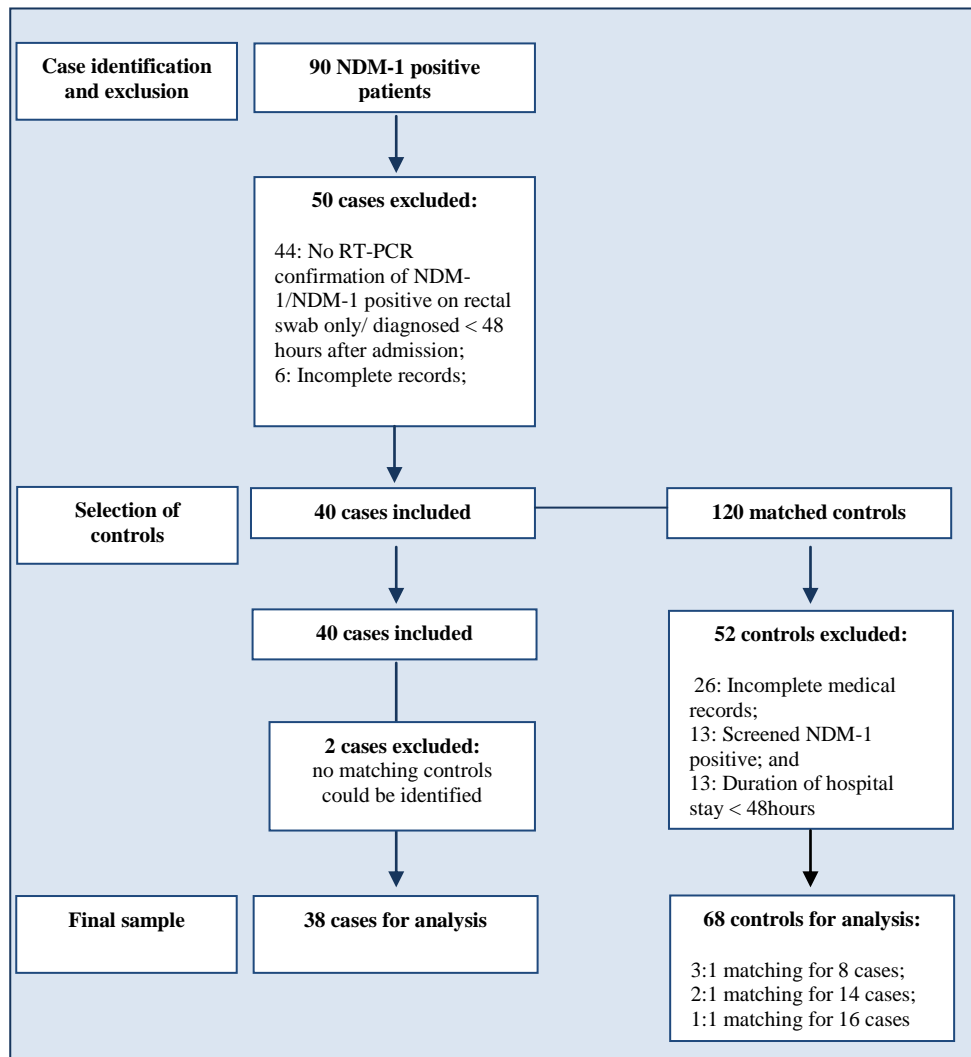 Case identification
and exclusion
90 NDM-1 positive
patients
50 cases excluded:
44: No RT-PCR
confirmation of NDM-
1/NDM-1 positive on rectal
swab only/ diagnosed < 48
hours after admission;
6: Incomplete records;
Selection of
controls
40 cases included
120 matched controls
40 cases included
52 controls excluded:
26: Incomplete medical
records;
13: Screened NDM-1
positive; and
13: Duration of hospital
stay < 48hours
2 cases excluded:
no matching controls
could be identified
Final sample
38 cases for analysis
68 controls for analysis:
3:1 matching for 8 cases;
2:1 matching for 14 cases;
1:1 matching for 16 cases